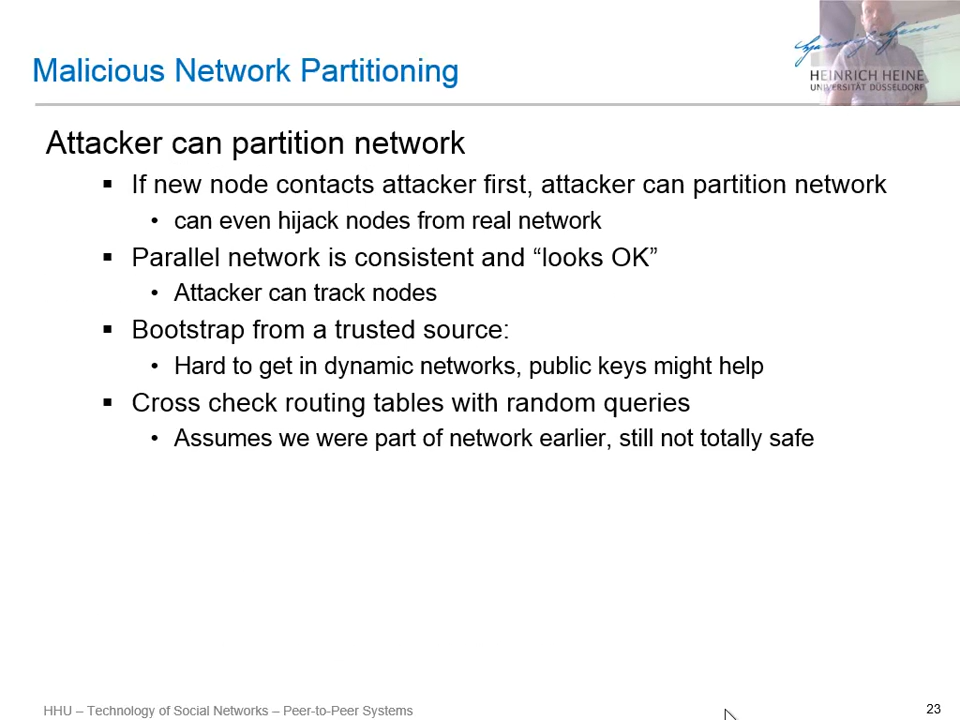 Malicious Network Partitioning
HEINRICH HEINE
UNIVERSITÄT DÜSSELDORF
Attacker can partition network
▪ If new node contacts attacker first, attacker can partition network
• can even hijack nodes from real network
▪ Parallel network is consistent and “looks OK”
• Attacker can track nodes
▪ Bootstrap from a trusted source:
• Hard to get in dynamic networks, public keys might help
▪ Cross check routing tables with random queries
• Assumes we were part of network earlier, still not totally safe
HHU – Technology of Social Networks – Peer-to-Peer Systems
23